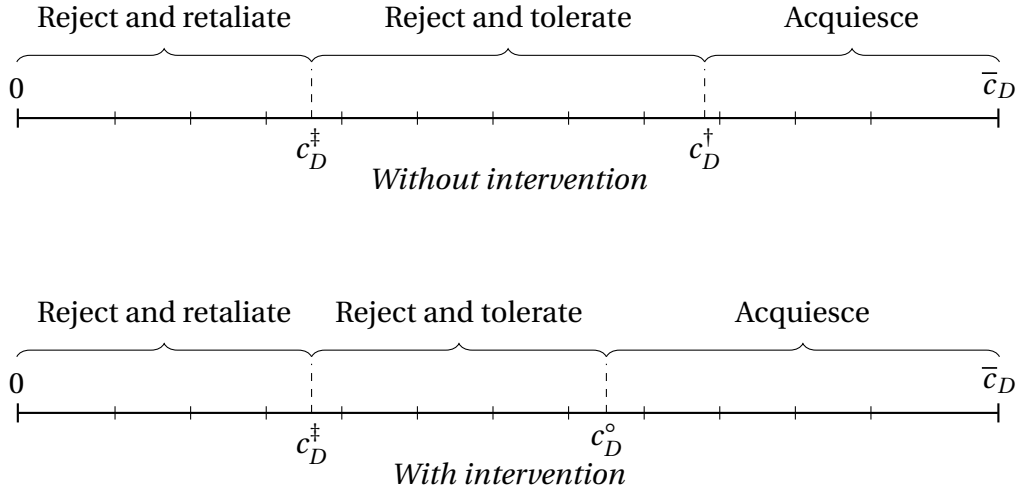 Reject and retaliate Reject and tolerate Acquiesce
0 c̅_D
c_D^‡ c_D^†
Without intervention
Reject and retaliate Reject and tolerate Acquiesce
0 c̅_D
c_D^‡ c_D^∘
With intervention